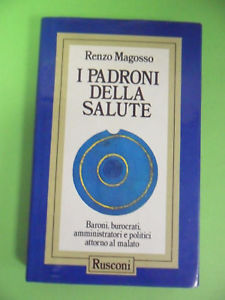 Renzo Magosso
I PADRONI
DELLA
SALUTE
Baroni, burocrati,
amministratori e politici
attorno al malato
Rusconi